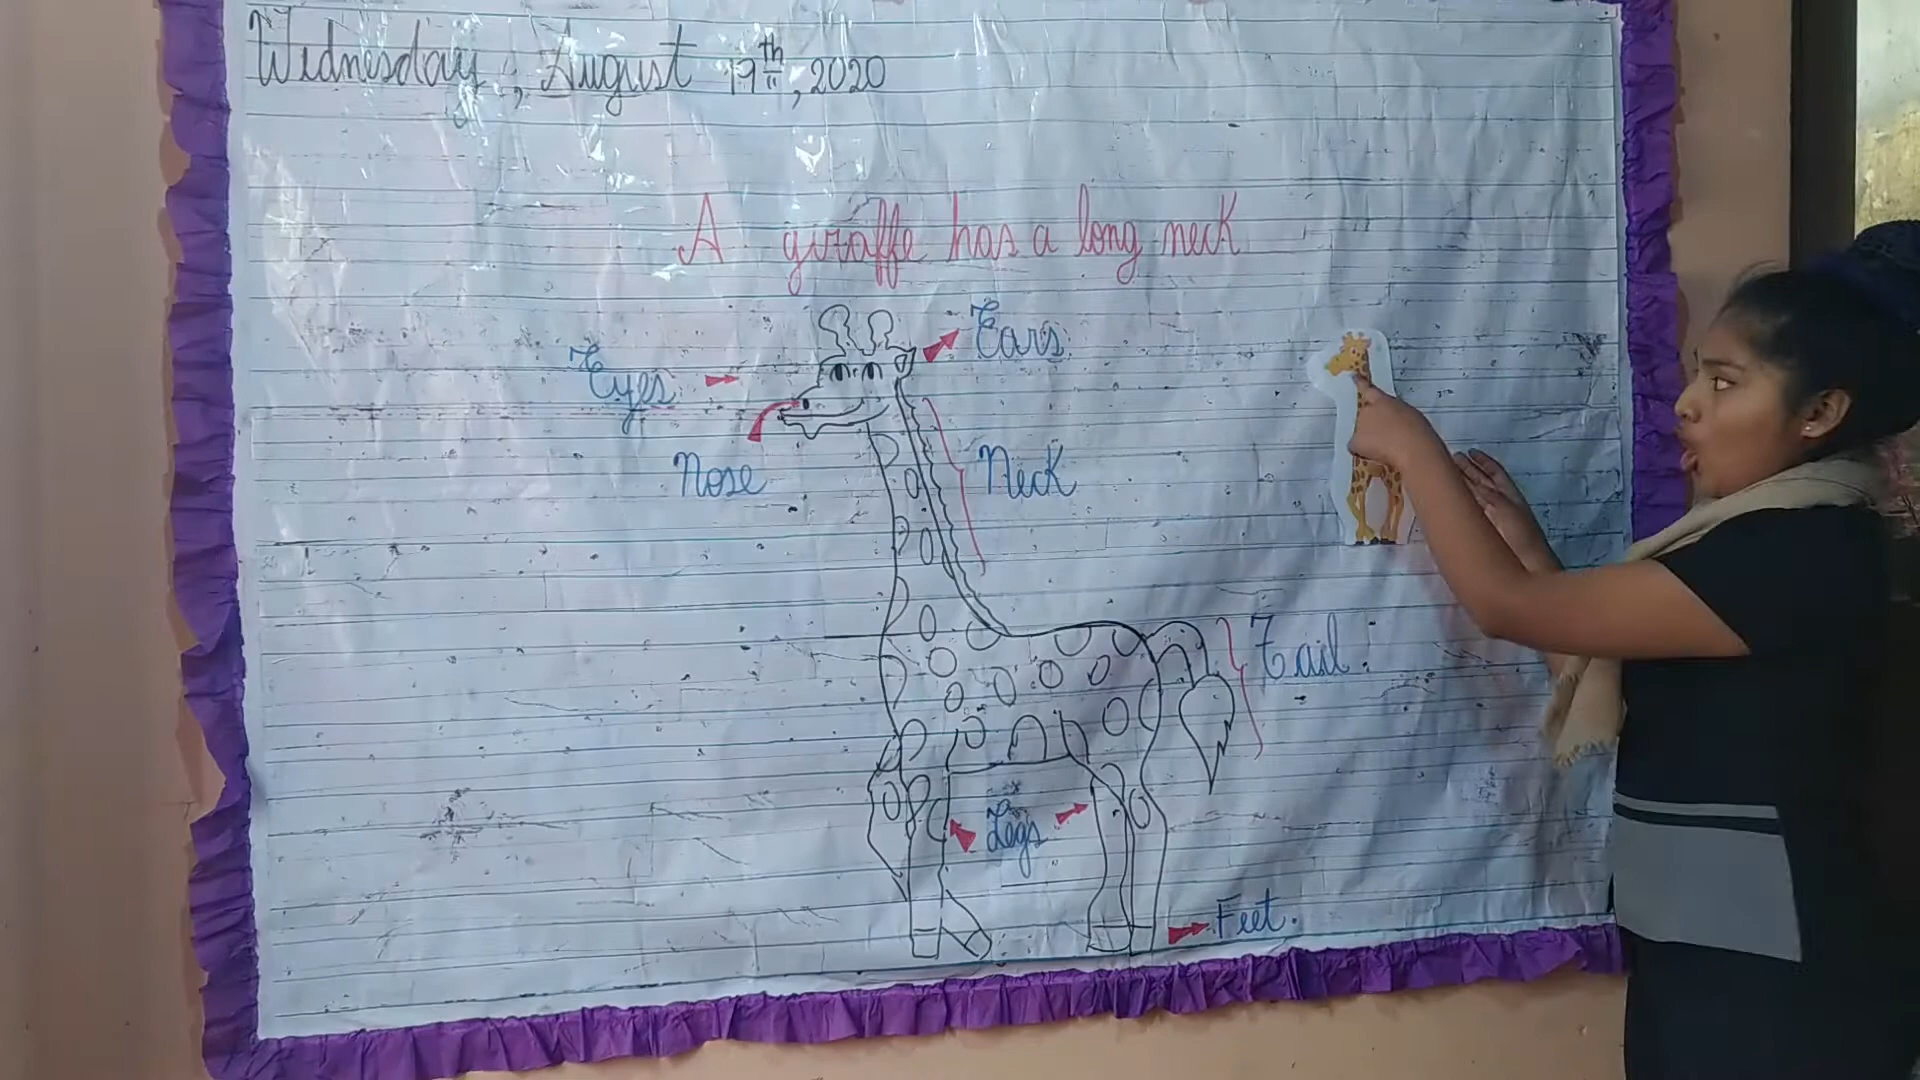 Wednesday, August 19th, 2020
A giraffe has a long neck
Ears
Eyes
Nose
Neck
Tail.
Legs
Feet.